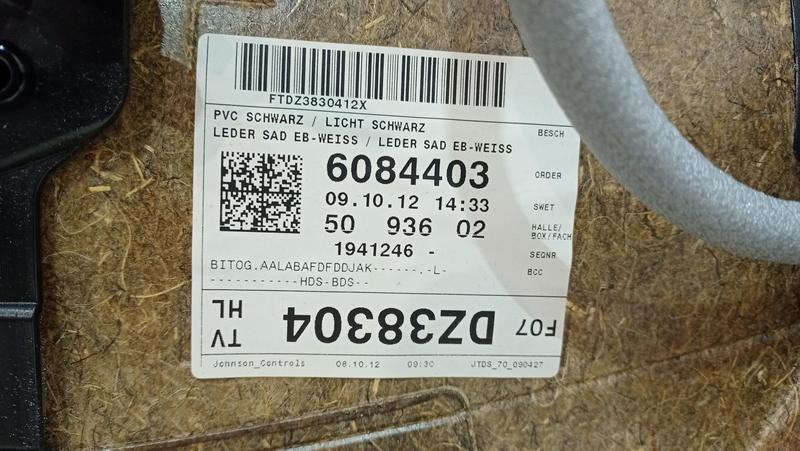 FTDZ3830412X
PVC SCHWARZ / LICHT SCHWARZ
LEDER SAD EB-WEISS / LEDER SAD EB-WEISS
BESCH
6084403
ORDER
09.10.12 14:33
SWET
50 936 02
HALLE/
BOX/FACH
1941246 -
SEQNR
BITOG.AALABAFDFDDJAK------.-L-
BCC
-----------HDS-BDS--
F07 DZ38304 TV
HL
Johnson_Controls 08.10.12 09:30 JTDS_70_090427